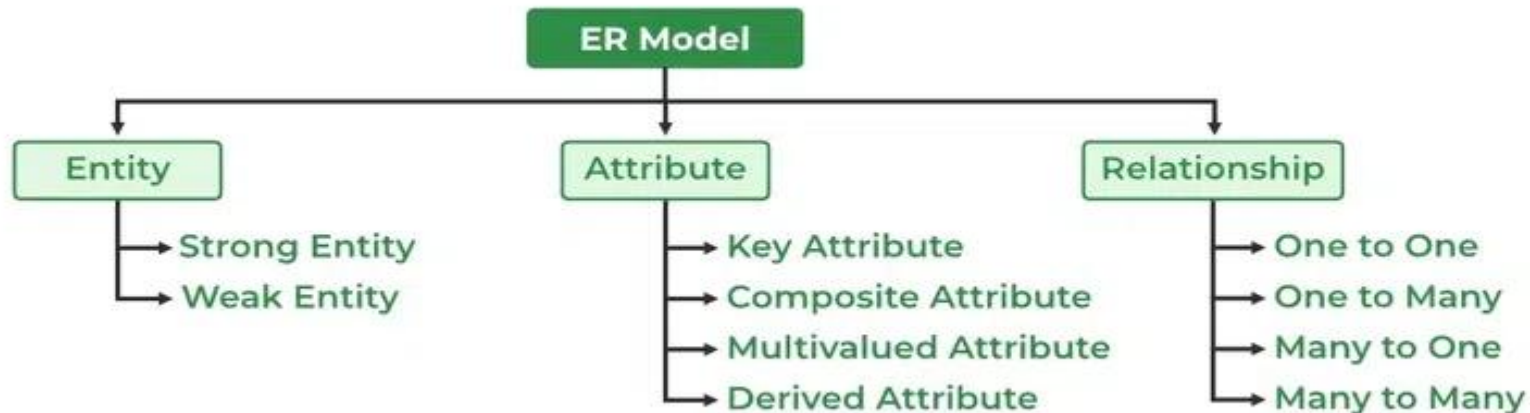 ER Model
Entity
Strong Entity
Weak Entity
Attribute
Key Attribute
Composite Attribute
Multivalued Attribute
Derived Attribute
Relationship
One to One
One to Many
Many to One
Many to Many